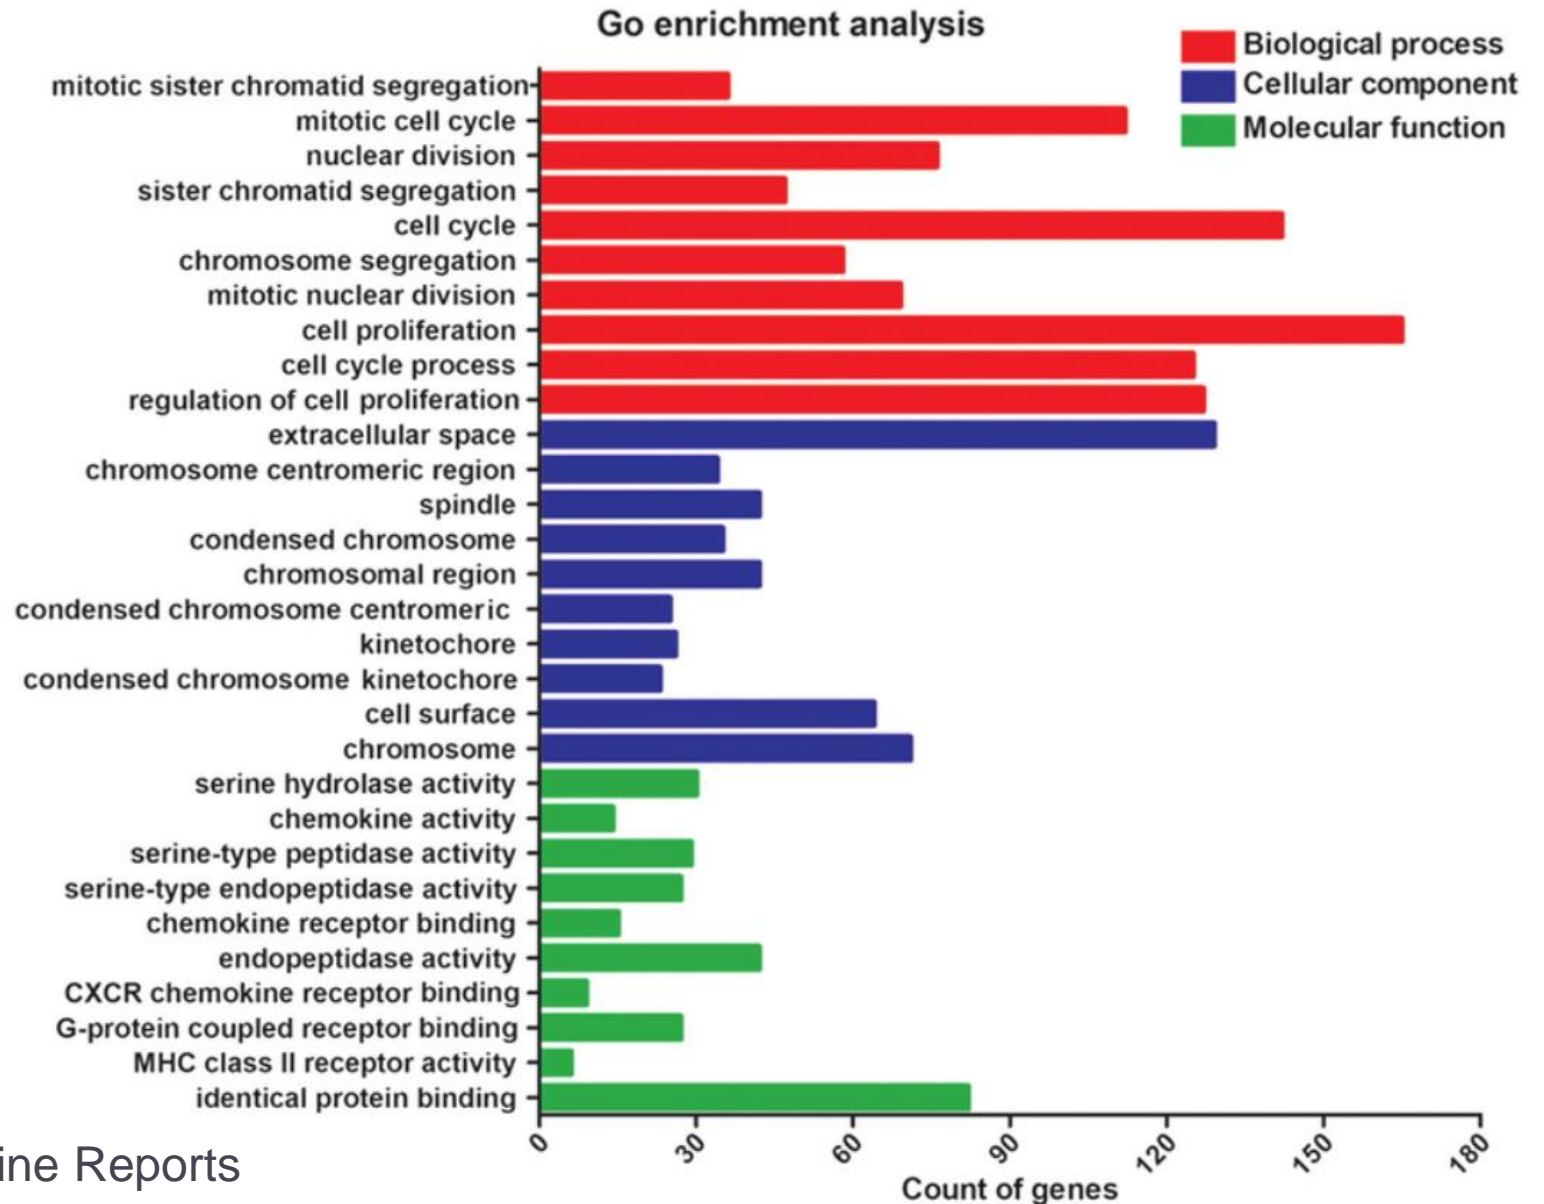 Go enrichment analysis
Biological process
Cellular component
Molecular function
mitotic sister chromatid segregation
mitotic cell cycle
nuclear division
sister chromatid segregation
cell cycle
chromosome segregation
mitotic nuclear division
cell proliferation
cell cycle process
regulation of cell proliferation
extracellular space
chromosome centromeric region
spindle
condensed chromosome
chromosomal region
condensed chromosome centromeric
kinetochore
condensed chromosome kinetochore
cell surface
chromosome
serine hydrolase activity
chemokine activity
serine-type peptidase activity
serine-type endopeptidase activity
chemokine receptor binding
endopeptidase activity
CXCR chemokine receptor binding
G-protein coupled receptor binding
MHC class II receptor activity
identical protein binding
0 30 60 90 120 150 180
Count of genes
ine Reports